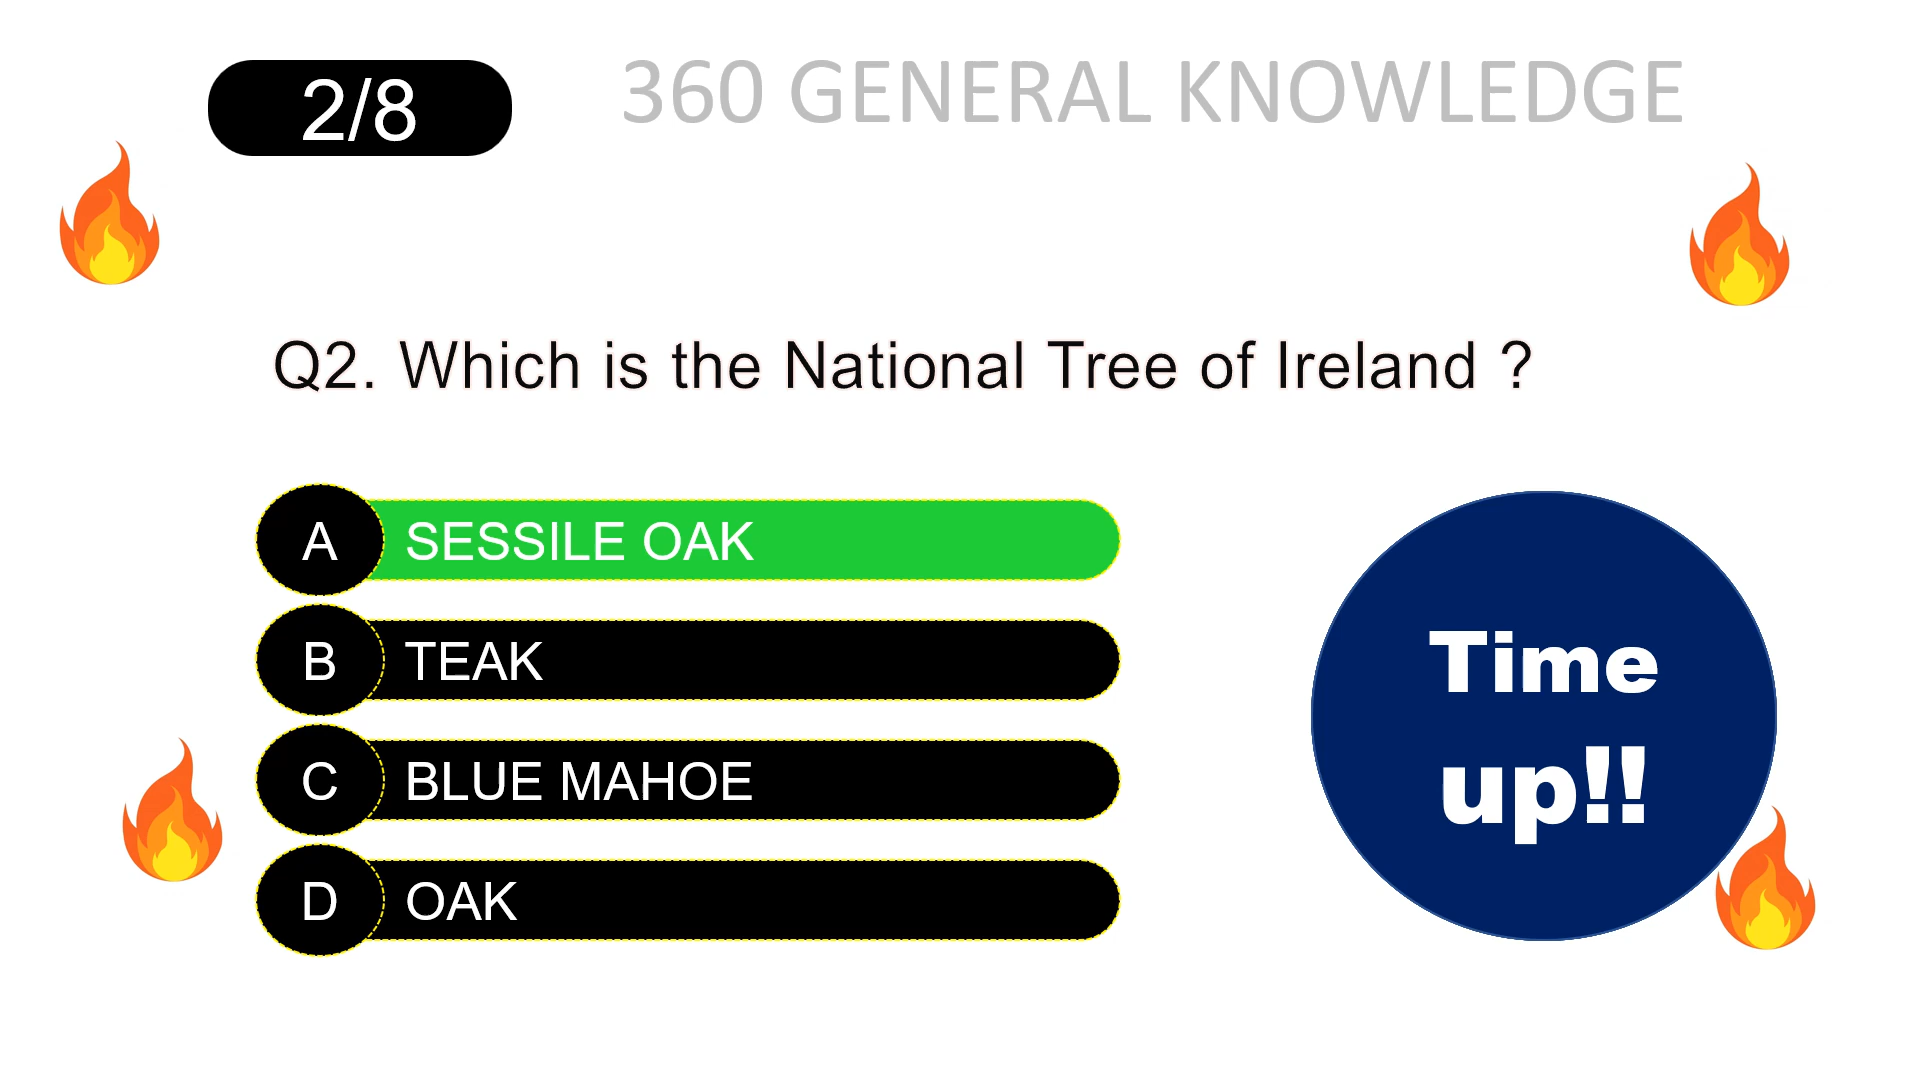 2/8
360 GENERAL KNOWLEDGE
Q2. Which is the National Tree of Ireland ?
A SESSILE OAK
B TEAK
C BLUE MAHOE
D OAK
Time
up!!